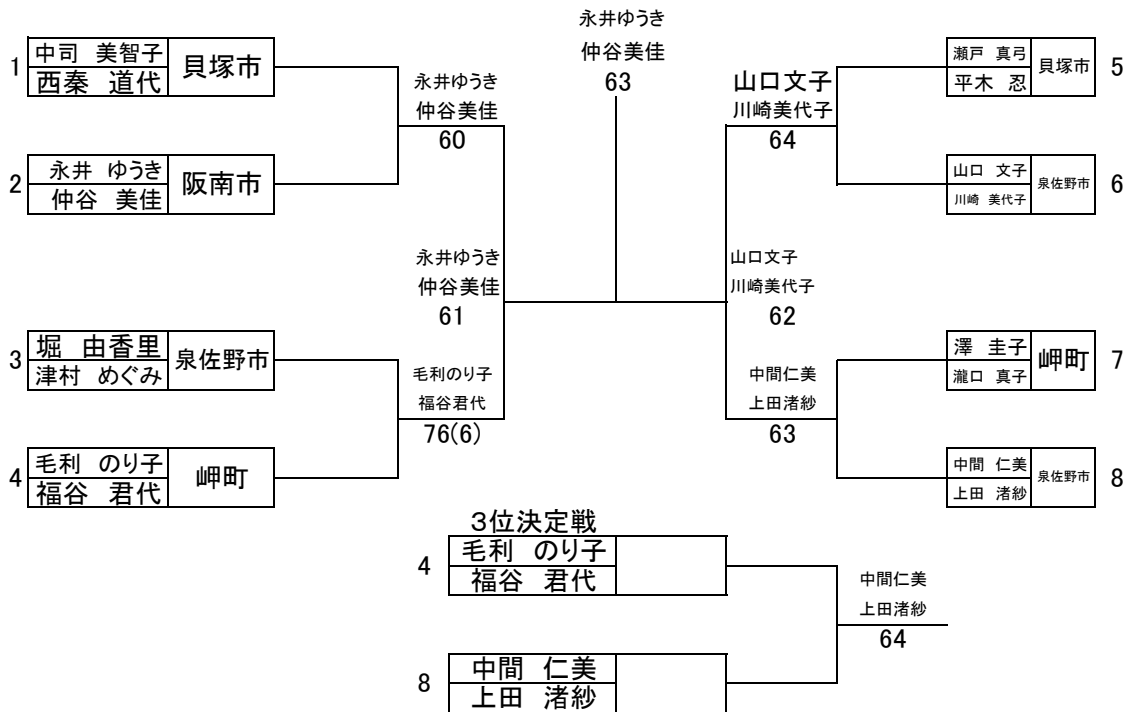 永井ゆうき
仲谷美佳
63
1
中司 美智子
西秦 道代
貝塚市
永井ゆうき
仲谷美佳
60
2
永井 ゆうき
仲谷 美佳
阪南市
永井ゆうき
仲谷美佳
61
3
堀 由香里
津村 めぐみ
泉佐野市
毛利のり子
福谷君代
76(6)
4
毛利 のり子
福谷 君代
岬町
山口文子
川崎美代子
64
瀬戸 真弓
平木 忍
貝塚市
5
山口 文子
川崎 美代子
泉佐野市
6
山口文子
川崎美代子
62
澤 圭子
瀧口 真子
岬町
7
中間仁美
上田渚紗
63
中間 仁美
上田 渚紗
泉佐野市
8
3位決定戦
4
毛利 のり子
福谷 君代
中間仁美
上田渚紗
64
8
中間 仁美
上田 渚紗